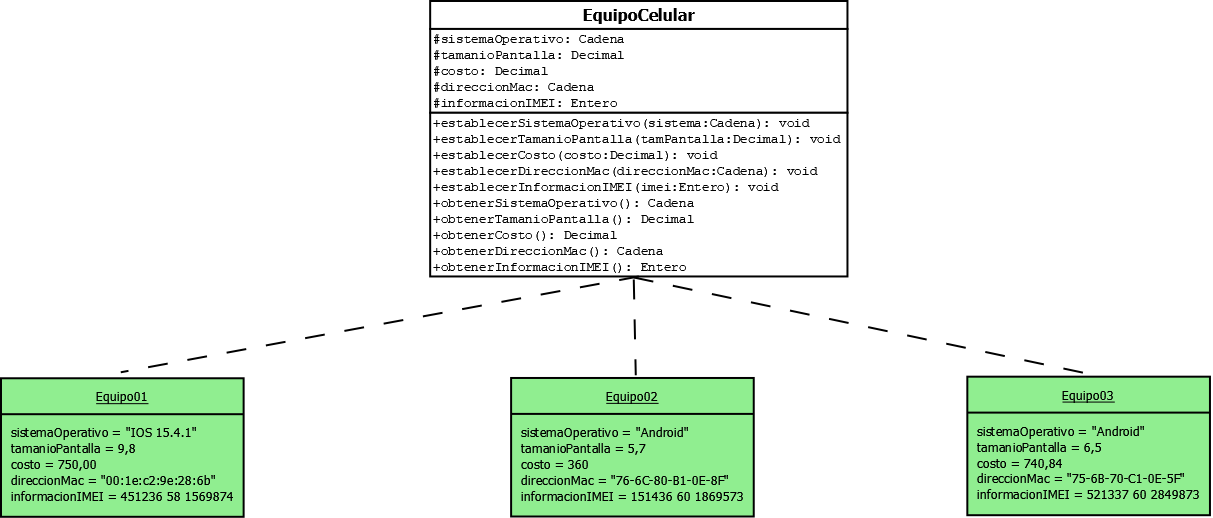 EquipoCelular
#sistemaOperativo: Cadena
#tamanioPantalla: Decimal
#costo: Decimal
#direccionMac: Cadena
#informacionIMEI: Entero
+establecerSistemaOperativo(sistema:Cadena): void
+establecerTamanioPantalla(tamPantalla:Decimal): void
+establecerCosto(costo:Decimal): void
+establecerDireccionMac(direccionMac:Cadena): void
+establecerInformacionIMEI(imei:Entero): void
+obtenerSistemaOperativo(): Cadena
+obtenerTamanioPantalla(): Decimal
+obtenerCosto(): Decimal
+obtenerDireccionMac(): Cadena
+obtenerInformacionIMEI(): Entero
Equipo01
sistemaOperativo = "IOS 15.4.1"
tamanioPantalla = 9,8
costo = 750,00
direccionMac = "00:1e:c2:9e:28:6b"
informacionIMEI = 451236 58 1569874
Equipo02
sistemaOperativo = "Android"
tamanioPantalla = 5,7
costo = 360
direccionMac = "76-6C-80-B1-0E-8F"
informacionIMEI = 151436 60 1869573
Equipo03
sistemaOperativo = "Android"
tamanioPantalla = 6,5
costo = 740,84
direccionMac = "75-6B-70-C1-0E-5F"
informacionIMEI = 521337 60 2849873